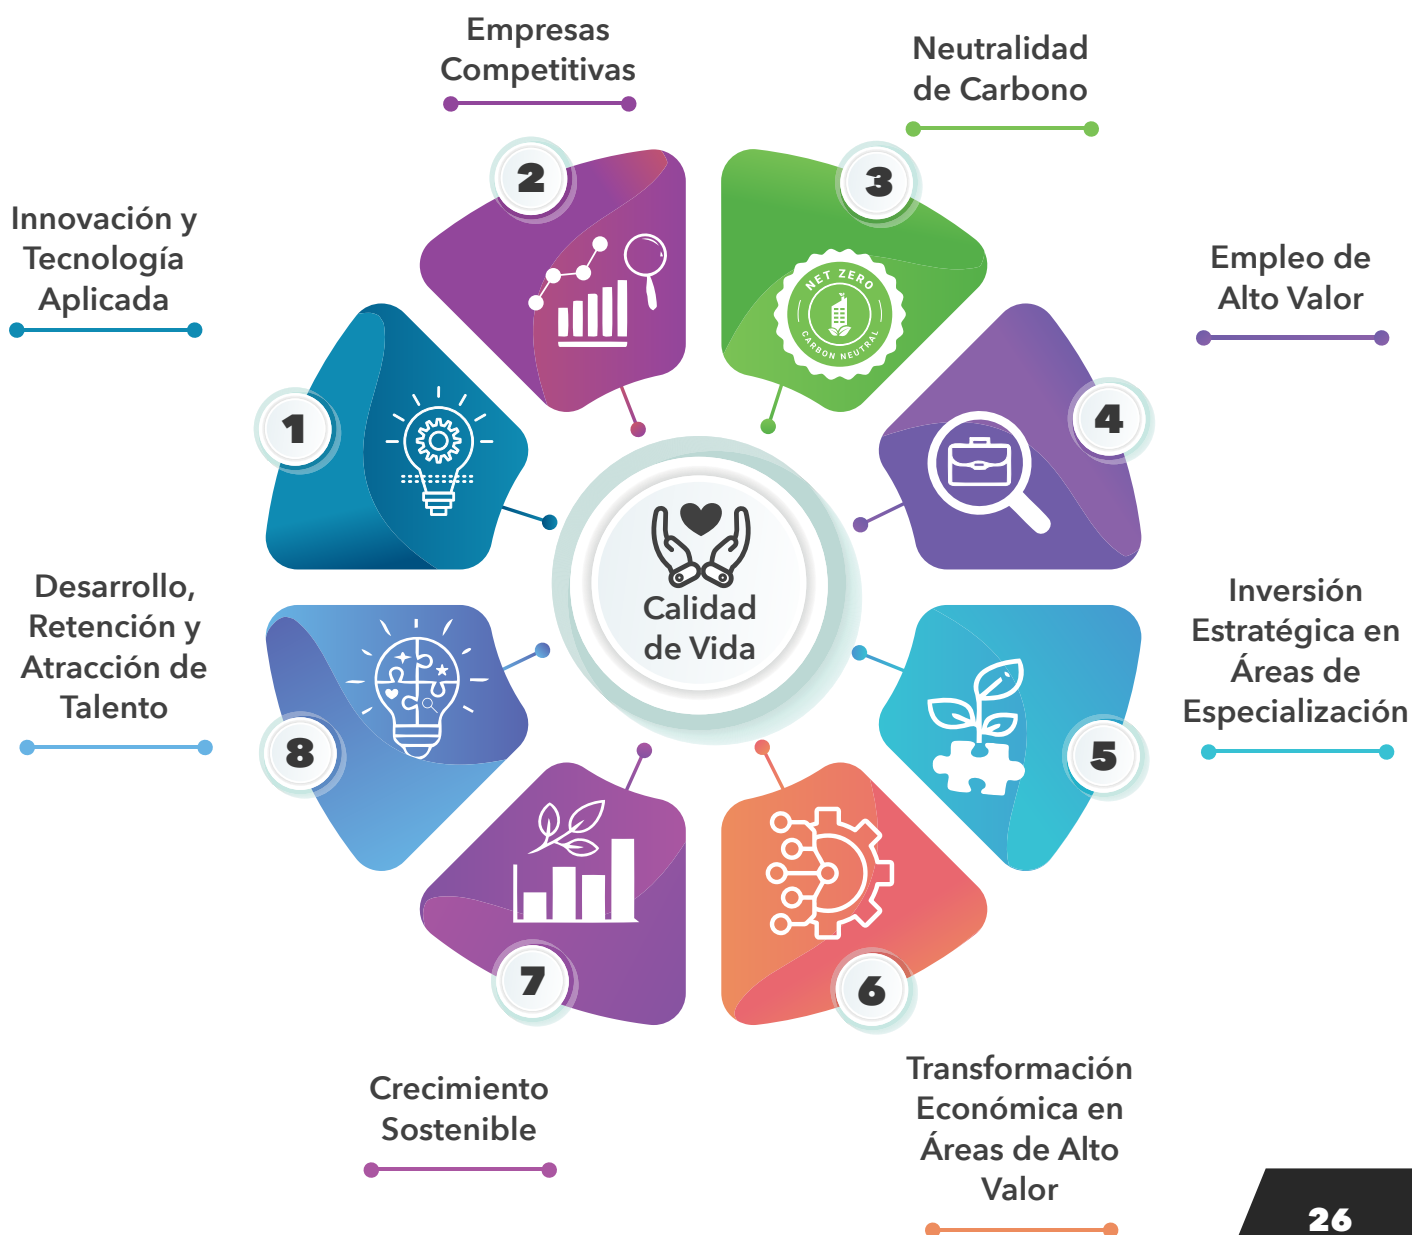 Empresas
Competitivas
Neutralidad
de Carbono
2
3
Innovación y
Tecnología
Aplicada
Empleo de
Alto Valor
NET ZERO
CARBON NEUTRAL
1
4
Calidad
de Vida
Desarrollo,
Retención y
Atracción de
Talento
Inversión
Estratégica en
Áreas de
Especialización
8
5
7
6
Crecimiento
Sostenible
Transformación
Económica en
Áreas de Alto
Valor
26